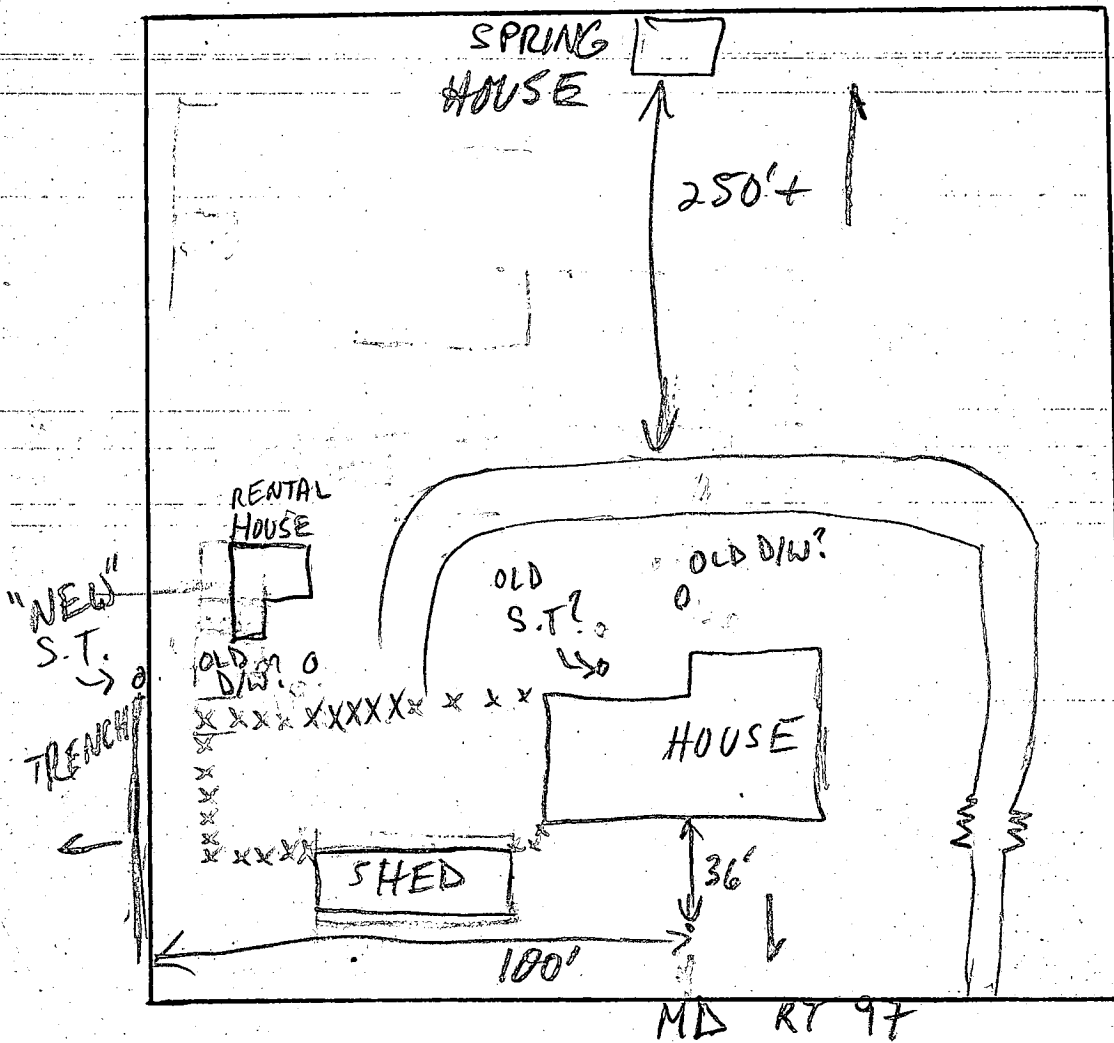 SPRING
HOUSE
250'+
RENTAL
HOUSE
"NEW"
S.T.
OLD
S.T?
OLD D/W?
OLD
D/W?
TRENCH
HOUSE
SHED
36'
100'
MD RT 97